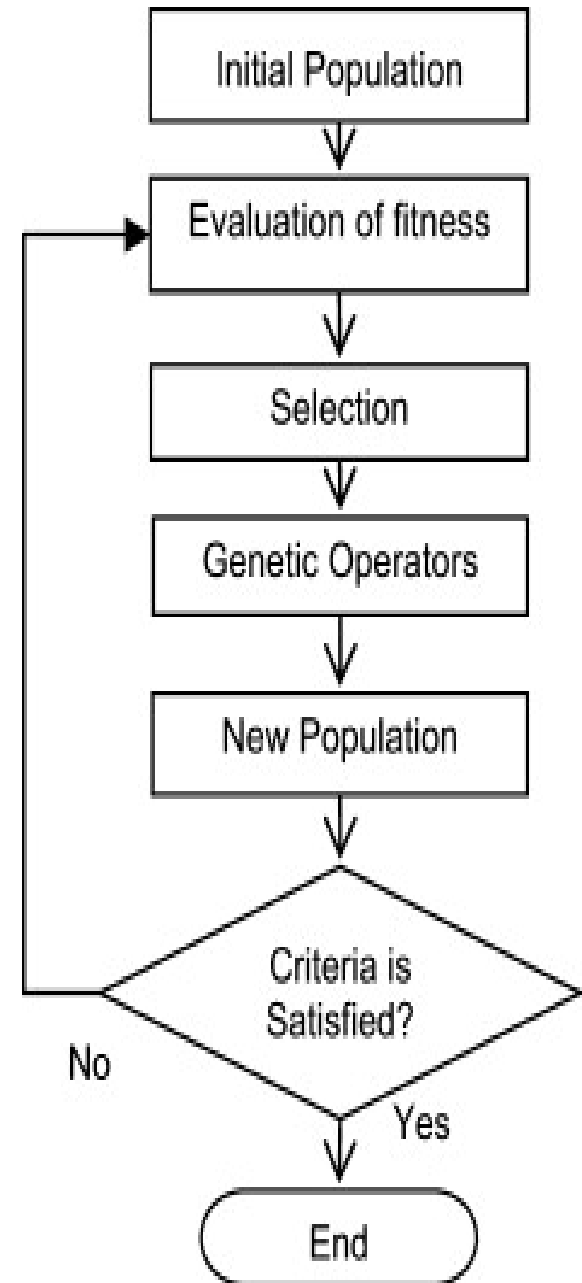 Initial Population
Evaluation of fitness
Selection
Genetic Operators
New Population
Criteria is
Satisfied?
No
Yes
End